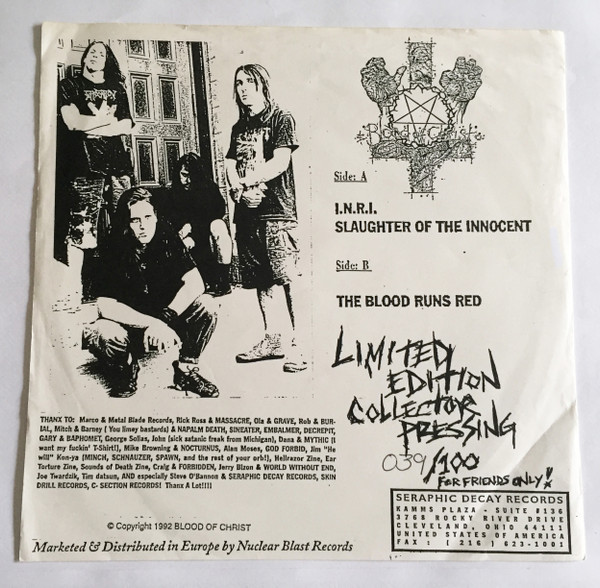 Blood of Christ
Side: A
I.N.R.I.
SLAUGHTER OF THE INNOCENT
Side: B
THE BLOOD RUNS RED
LIMITED
EDITION
COLLECTOR
PRESSING
039/100
FOR FRIENDS ONLY!
THANX TO: Marco & Metal Blade Records, Rick Rosa & MASSACRE, Ola & GRAVE, Rob & BUR-
IAL, Mitch & Barney (You limey bastards) & NAPALM DEATH, SINEATER, EMBALMER, DECREPIT,
GARY & BAPHOMET, George Sollas, John (sick satanic freak from Michigan), Dana & MYTHIC (I
want my fuckin' T-Shirt!), Mike Browning & NOCTURNUS, Alan Moses, GOD FORBID, Jim "He
will" Kon-ya (MINCH, SCHNAUZER, SPAWN, and the rest of your orb!), Hellrazor Zine, Ear
Torture Zine, Sounds of Death Zine, Craig & FORBIDDEN, Jerry Bizon & WORLD WITHOUT END,
Joe Twardzik, Tim datsun, AND especially Steve O'Bannon & SERAPHIC DECAY RECORDS, SKIN
DRILL RECORDS, C- SECTION RECORDS! Thanx A Lot!!!!
SERAPHIC DECAY RECORDS
KAMMS PLAZA - SUITE #136
3768 ROCKY RIVER DRIVE
CLEVELAND, OHIO 44111
UNITED STATES OF AMERICA
FAX : [ 216 ] 623-1001
© Copyright 1992 BLOOD OF CHRIST
Marketed & Distributed in Europe by Nuclear Blast Records